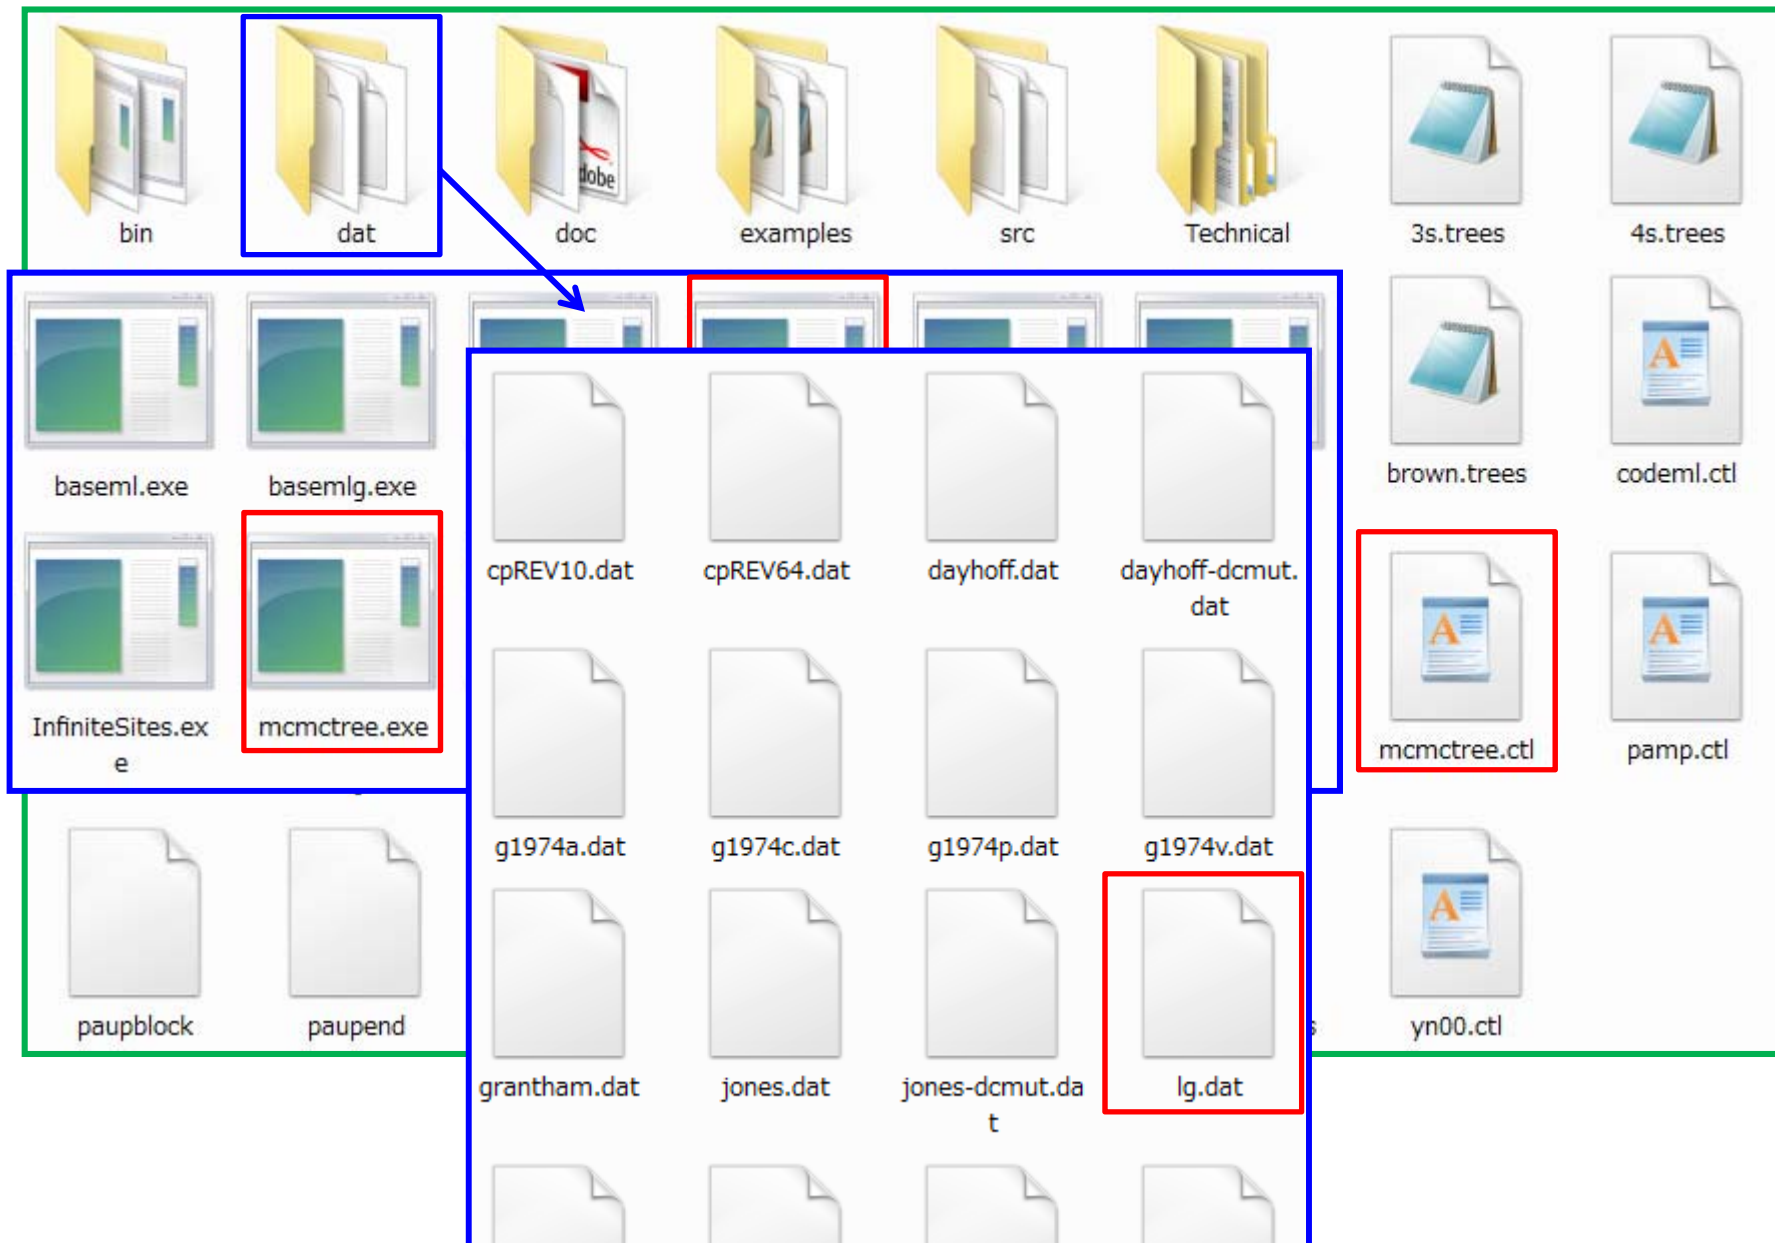 bin
dat
doc
examples
src
Technical
3s.trees
4s.trees
baseml.exe
basemlg.exe
brown.trees
codeml.ctl
InfiniteSites.ex
e
mcmctree.exe
mcmctree.ctl
pamp.ctl
cpREV10.dat
cpREV64.dat
dayhoff.dat
dayhoff-dcmut.
dat
g1974a.dat
g1974c.dat
g1974p.dat
g1974v.dat
paupblock
paupend
yn00.ctl
grantham.dat
jones.dat
jones-dcmut.da
t
lg.dat